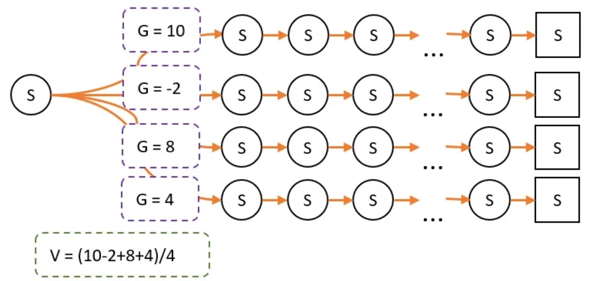 G = 10 S S S ... S S
S
G = -2 S S S ... S S
G = 8 S S S ... S S
G = 4 S S S ... S S
V = (10-2+8+4)/4